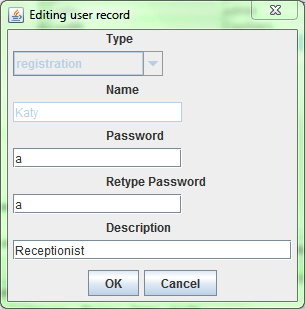 Editing user record
Type
registration
Name
Katy
Password
a
Retype Password
a
Description
Receptionist
OK Cancel